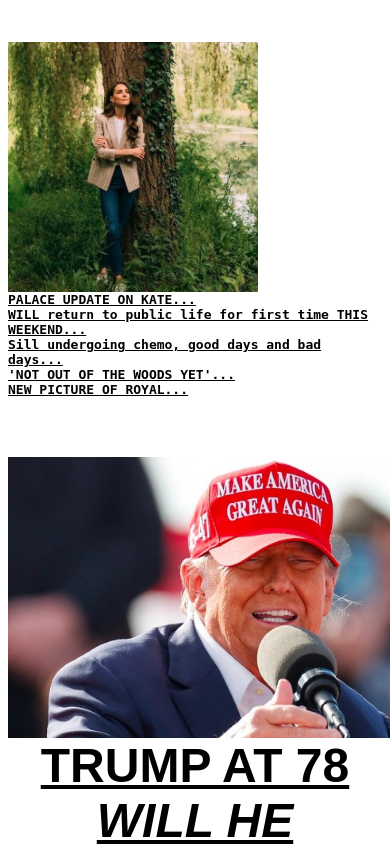 PALACE UPDATE ON KATE...
WILL return to public life for first time THIS
WEEKEND...
Sill undergoing chemo, good days and bad
days...
'NOT OUT OF THE WOODS YET'...
NEW PICTURE OF ROYAL...
MAKE AMERICA
GREAT AGAIN
TRUMP AT 78
WILL HE